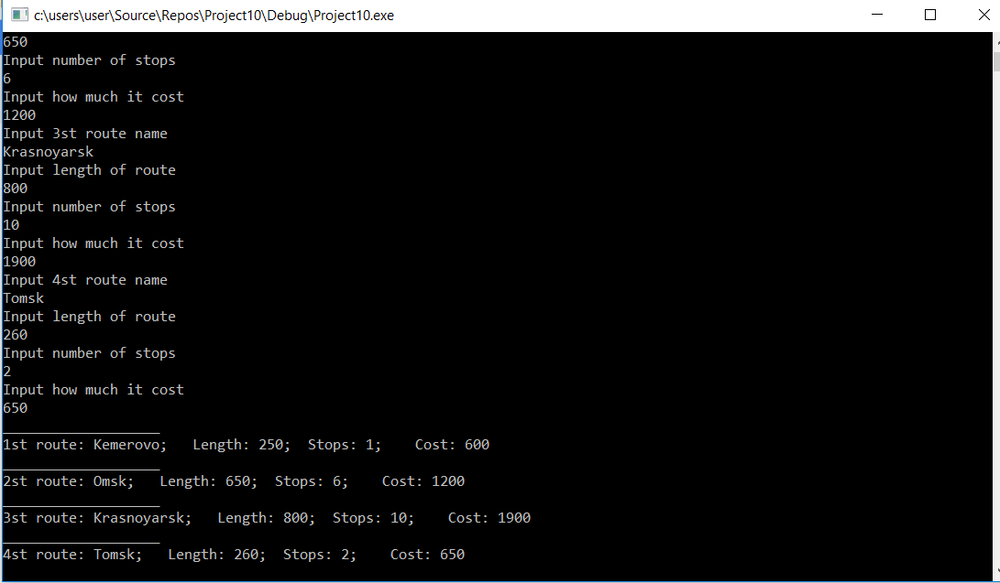 c:\users\user\Source\Repos\Project10\Debug\Project10.exe
650
Input number of stops
6
Input how much it cost
1200
Input 3st route name
Krasnoyarsk
Input length of route
800
Input number of stops
10
Input how much it cost
1900
Input 4st route name
Tomsk
Input length of route
260
Input number of stops
2
Input how much it cost
650
___________________
1st route: Kemerovo;   Length: 250;  Stops: 1;    Cost: 600
___________________
2st route: Omsk;   Length: 650;  Stops: 6;    Cost: 1200
___________________
3st route: Krasnoyarsk;   Length: 800;  Stops: 10;    Cost: 1900
___________________
4st route: Tomsk;   Length: 260;  Stops: 2;    Cost: 650